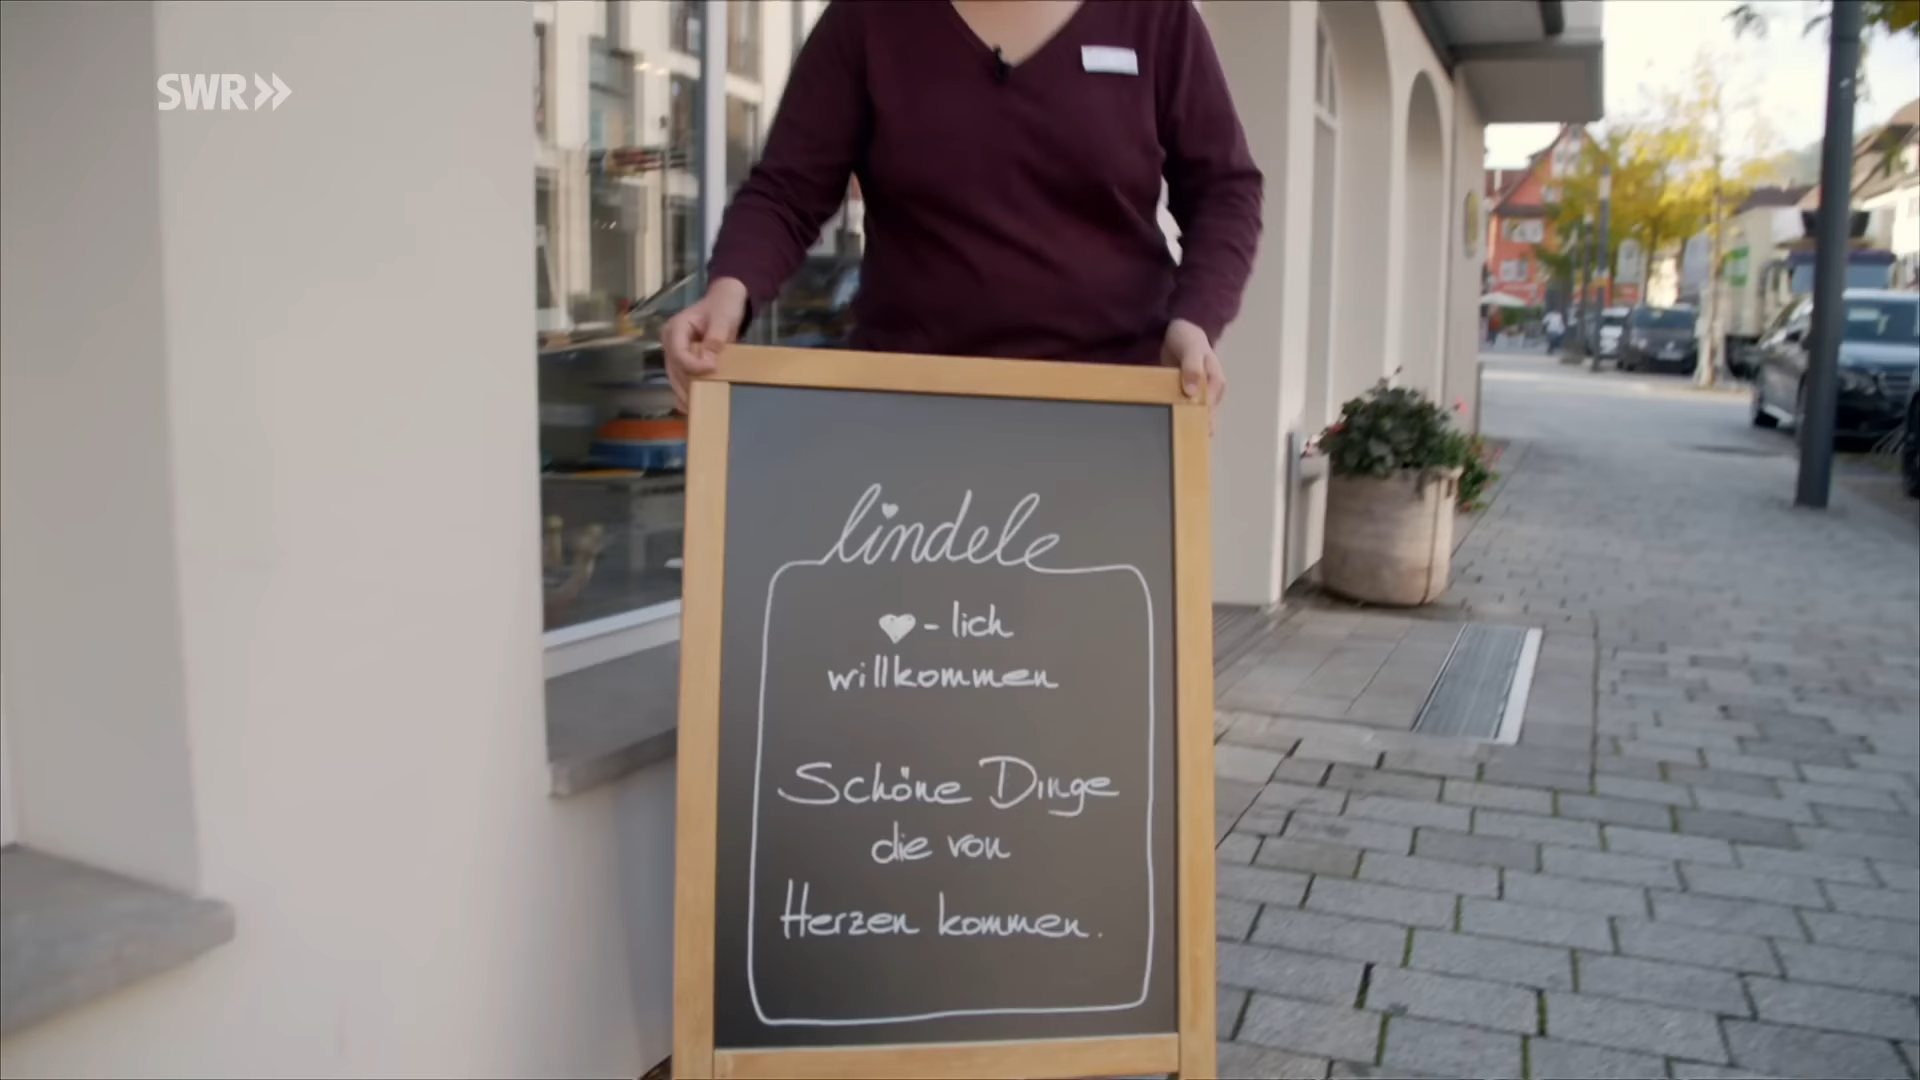 SWR
lindele
♥-lich
willkommen
Schöne Dinge
die von
Herzen kommen.